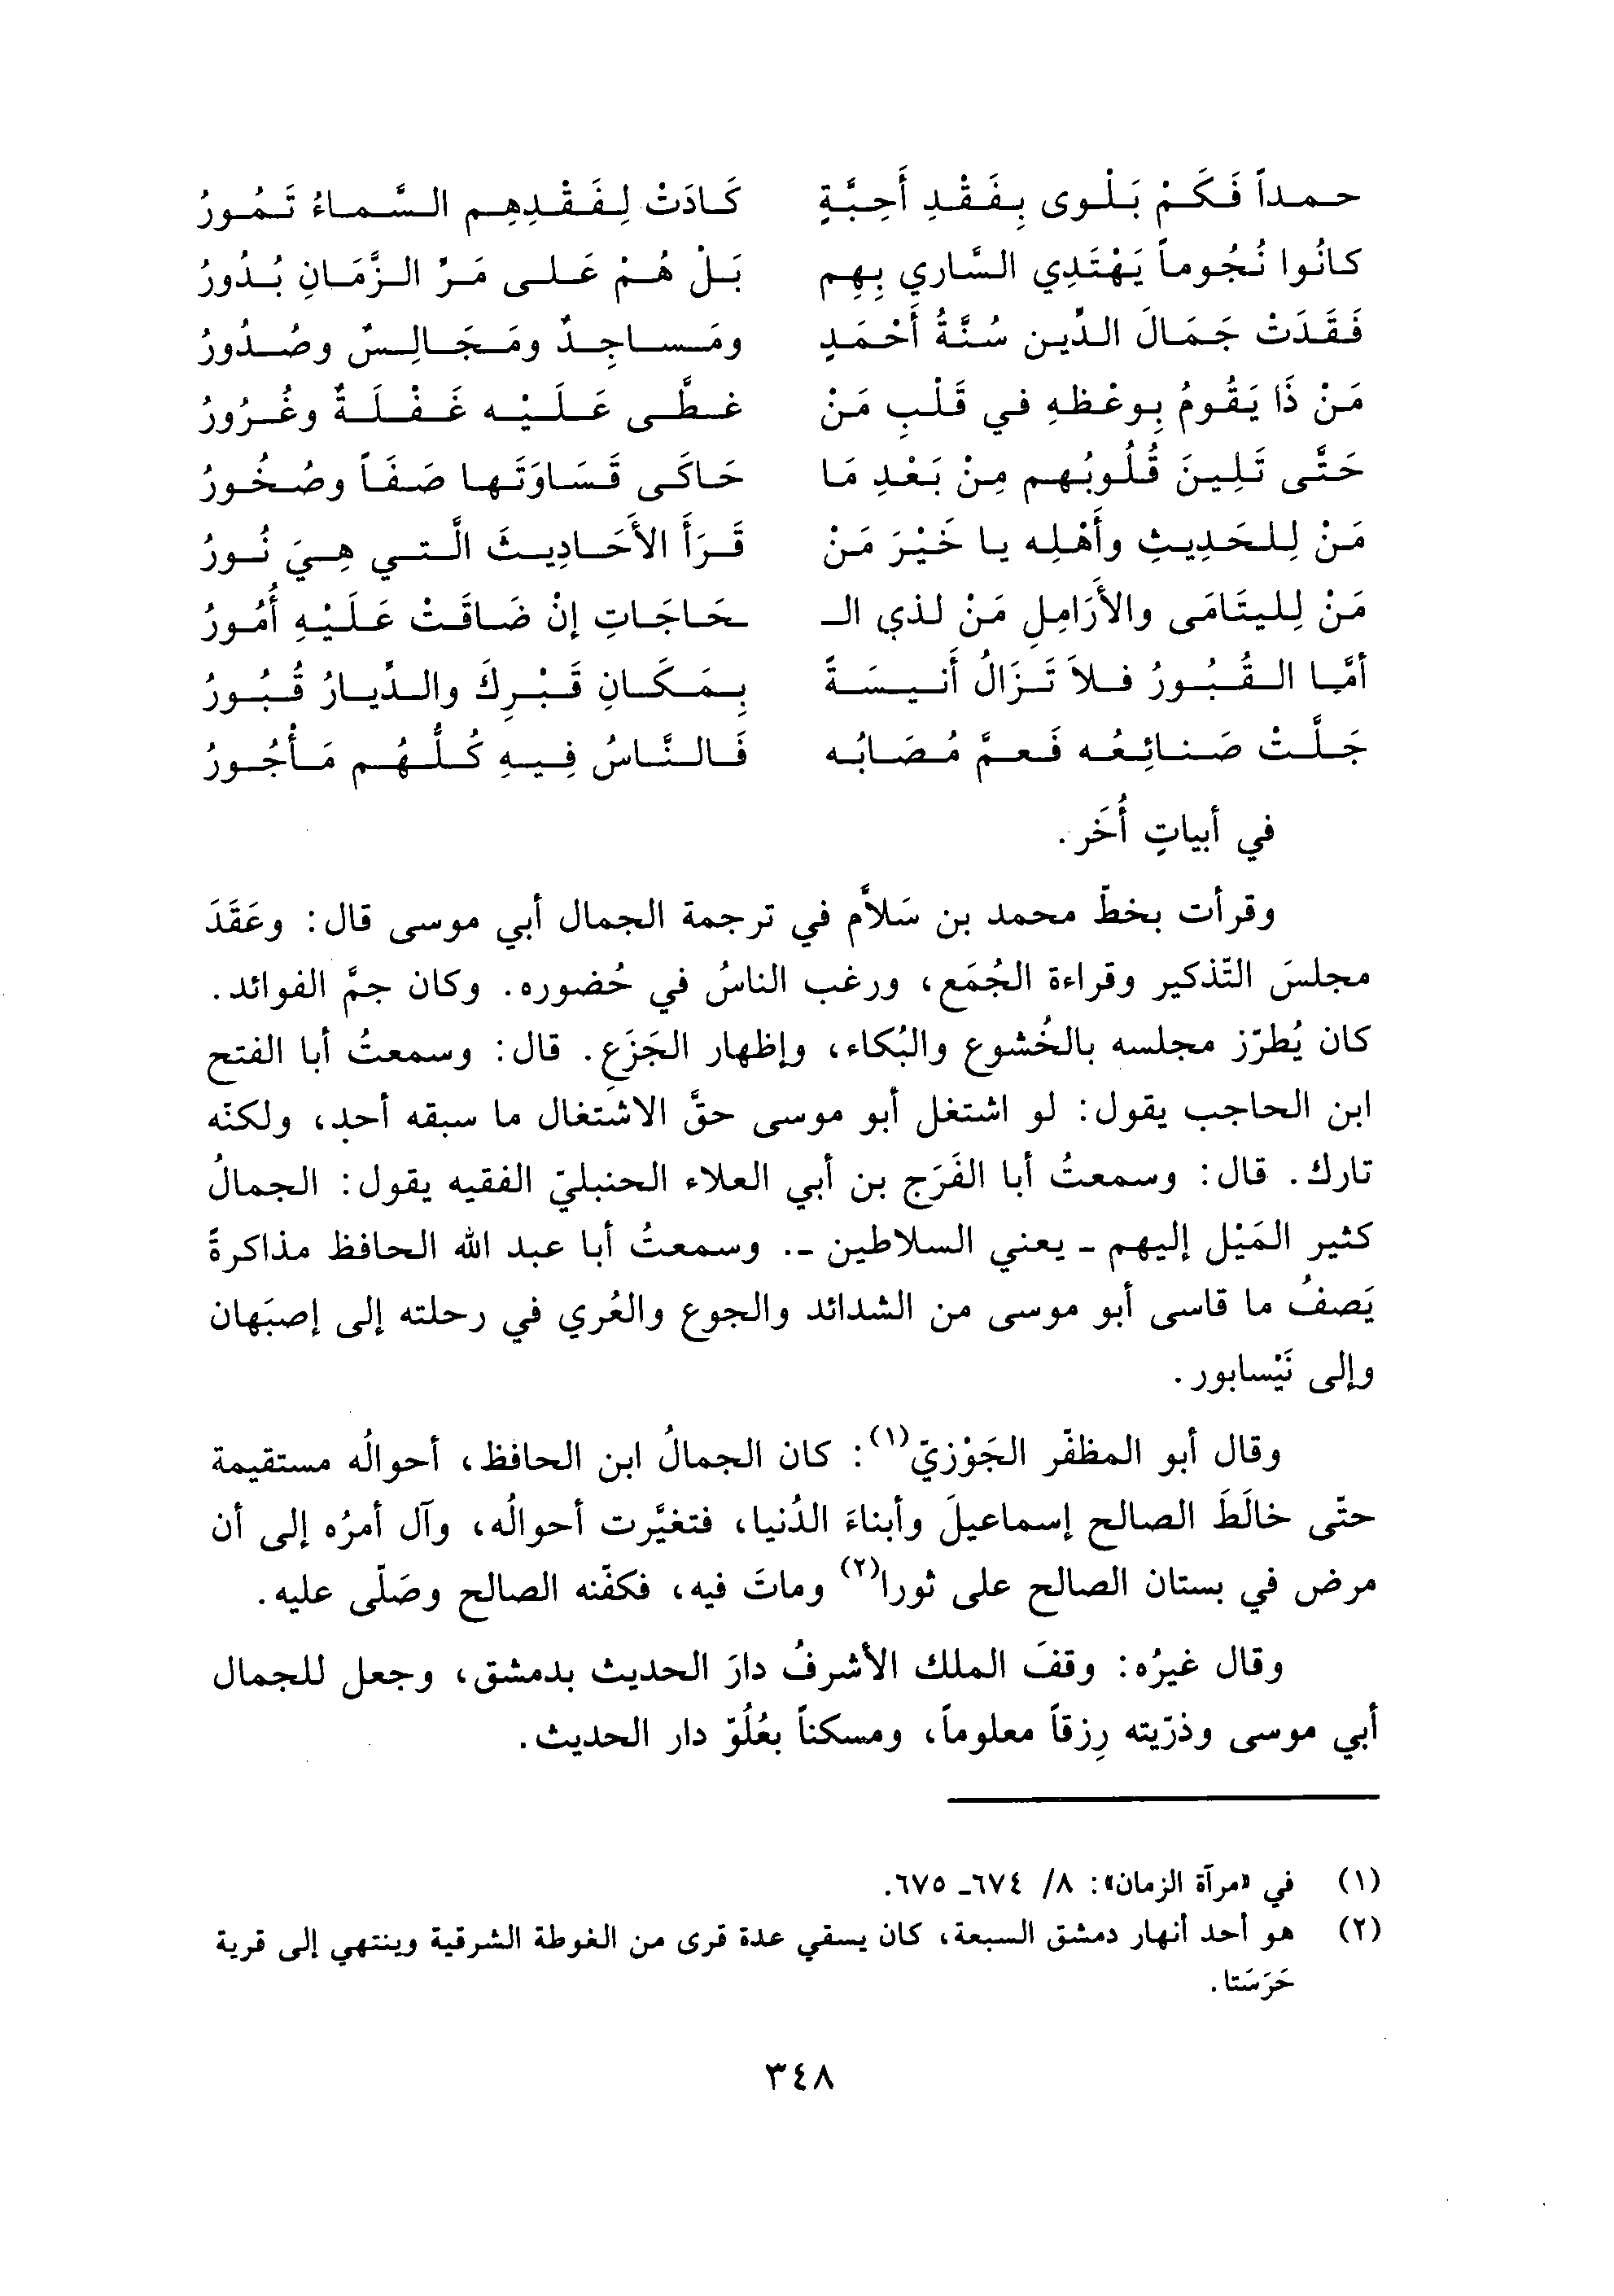 حمداً فَكَمْ بَلْوى بِفَقْدِ أَحِبَّةٍ كَادَتْ لِفَقْدِهِم السَّماءُ تَمُورُ
كانُوا نُجُوماً يَهْتَدِي السَّاري بِهِم بَلْ هُمْ عَلى مَرِّ الزَّمَانِ بُدُورُ
فَقَدَتْ جَمَالَ الدِّين سُنَّةُ أَحْمَدٍ ومَساجِدٌ ومَجَالِسٌ وصُدُورُ
مَنْ ذَا يَقُومُ بِوعْظهِ في قَلْبِ مَنْ غطَّى عَلَيْه غَفْلَةٌ وغُرُورُ
حَتَّى تَلِينَ قُلُوبُهم مِنْ بَعْدِ مَا حَاكَى قَسَاوَتَها صَفَاً وصُخُورُ
مَنْ لِلحَدِيثِ وأَهْلِه يا خَيْرَ مَنْ قَرَأَ الأَحَادِيثَ الَّتي هِيَ نُورُ
مَنْ لِليتَامَى والأَرَامِلِ مَنْ لذي الـ ـحَاجَاتِ إنْ ضَاقَتْ عَلَيْهِ أُمُورُ
أمَّا القُبُورُ فلاَ تَزَالُ أَنيسَةً بِمَكَانِ قَبْرِكَ والدِّيارُ قُبُورُ
جَلَّتْ صَنائِعُه فَعمَّ مُصَابُه فَالنَّاسُ فِيهِ كُلُّهُم مَأْجُورُ
في أبياتٍ أُخَر.
وقرأت بخطّ محمد بن سَلاَّم في ترجمة الجمال أبي موسى قال: وعَقَدَ
مجلسَ التّذكير وقراءة الجُمَع، ورغب الناسُ في حُضوره. وكان جمَّ الفوائد.
كان يُطرّز مجلسه بالخُشوع والبُكاء، وإظهار الجَزَعِ. قال: وسمعتُ أبا الفتح
ابن الحاجب يقول: لو اشتغل أبو موسى حقَّ الاشتغال ما سبقه أحد، ولكنّه
تارك. قال: وسمعتُ أبا الفَرَج بن أبي العلاء الحنبليّ الفقيه يقول: الجمالُ
كثير المَيْل إليهم - يعني السلاطين -. وسمعتُ أبا عبد الله الحافظ مذاكرةً
يَصفُ ما قاسى أبو موسى من الشدائد والجوع والعُري في رحلته إلى إصبَهان
وإلى نَيْسابور.
وقال أبو المظفّر الجَوْزيّ(١): كان الجمالُ ابن الحافظ، أحوالُه مستقيمة
حتّى خالَطَ الصالح إسماعيلَ وأبناءَ الدُنيا، فتغيَّرت أحوالُه، وآل أمرُه إلى أن
مرض في بستان الصالح على ثورا(٢) وماتَ فيه، فكفّنه الصالح وصَلّى عليه.
وقال غيرُه: وقفَ الملك الأشرفُ دارَ الحديث بدمشق، وجعل للجمال
أبي موسى وذرّيته رِزقاً معلوماً، ومسكناً بعُلُوّ دار الحديث.
(١) في «مرآة الزمان»: ٨/ ٦٧٤ـ ٦٧٥.
(٢) هو أحد أنهار دمشق السبعة، كان يسقي عدة قرى من الغوطة الشرقية وينتهي إلى قرية
حَرَسَتا.
٣٤٨